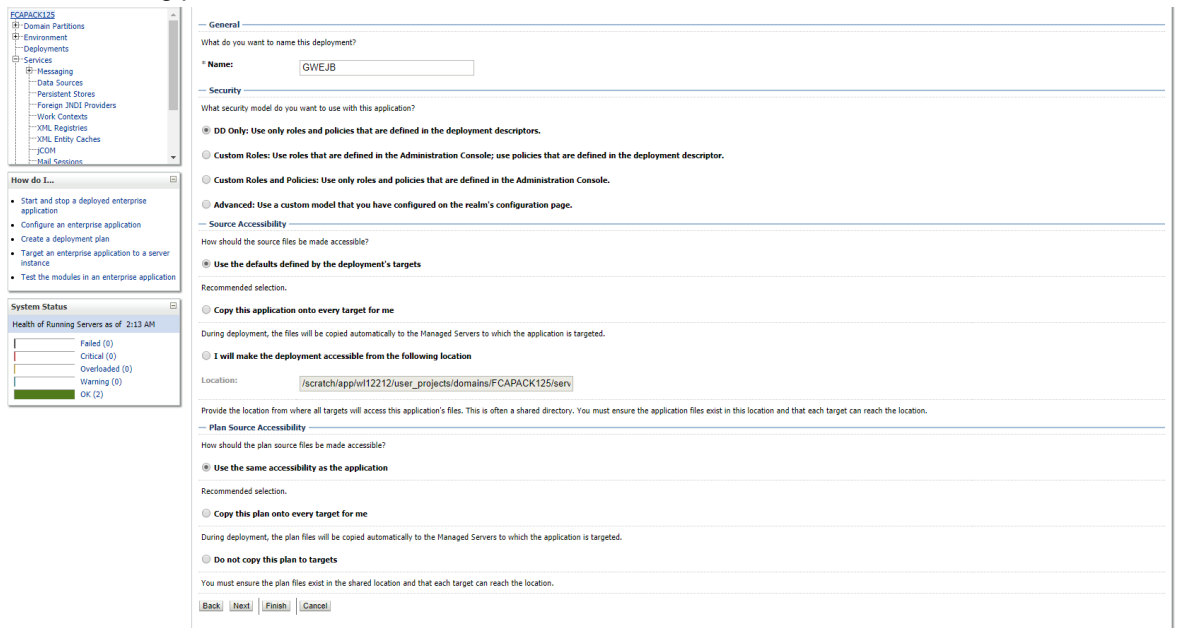 FCAPACK125
Domain Partitions
Environment
Deployments
Services
Messaging
Data Sources
Persistent Stores
Foreign JNDI Providers
Work Contexts
XML Registries
XML Entity Caches
jCOM
Mail Sessions
How do I...
Start and stop a deployed enterprise
application
Configure an enterprise application
Create a deployment plan
Target an enterprise application to a server
instance
Test the modules in an enterprise application
System Status
Health of Running Servers as of 2:13 AM
Failed (0)
Critical (0)
Overloaded (0)
Warning (0)
OK (2)
General
What do you want to name this deployment?
* Name: GWEJB
Security
What security model do you want to use with this application?
DD Only: Use only roles and policies that are defined in the deployment descriptors.
Custom Roles: Use roles that are defined in the Administration Console; use policies that are defined in the deployment descriptor.
Custom Roles and Policies: Use only roles and policies that are defined in the Administration Console.
Advanced: Use a custom model that you have configured on the realm's configuration page.
Source Accessibility
How should the source files be made accessible?
Use the defaults defined by the deployment's targets
Recommended selection.
Copy this application onto every target for me
During deployment, the files will be copied automatically to the Managed Servers to which the application is targeted.
I will make the deployment accessible from the following location
Location: /scratch/app/wl12212/user_projects/domains/FCAPACK125/serv
Provide the location from where all targets will access this application's files. This is often a shared directory. You must ensure the application files exist in this location and that each target can reach the location.
Plan Source Accessibility
How should the plan source files be made accessible?
Use the same accessibility as the application
Recommended selection.
Copy this plan onto every target for me
During deployment, the plan files will be copied automatically to the Managed Servers to which the application is targeted.
Do not copy this plan to targets
You must ensure the plan files exist in the shared location and that each target can reach the location.
Back Next Finish Cancel